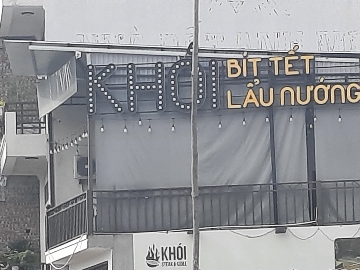 KHÓI
BÍT TẾT
LẨU NƯỚNG
KHÓI
STEAK & GRILL